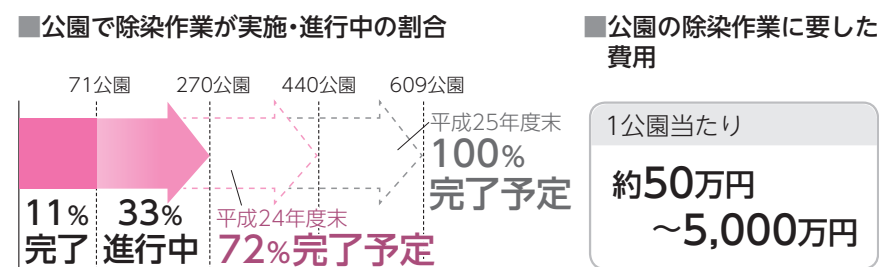 ■公園で除染作業が実施・進行中の割合
71公園
270公園
440公園
609公園
11%
完了
33%
進行中
平成24年度末
72%完了予定
平成25年度末
100%
完了予定
■公園の除染作業に要した
費用
1公園当たり
約50万円
～5,000万円